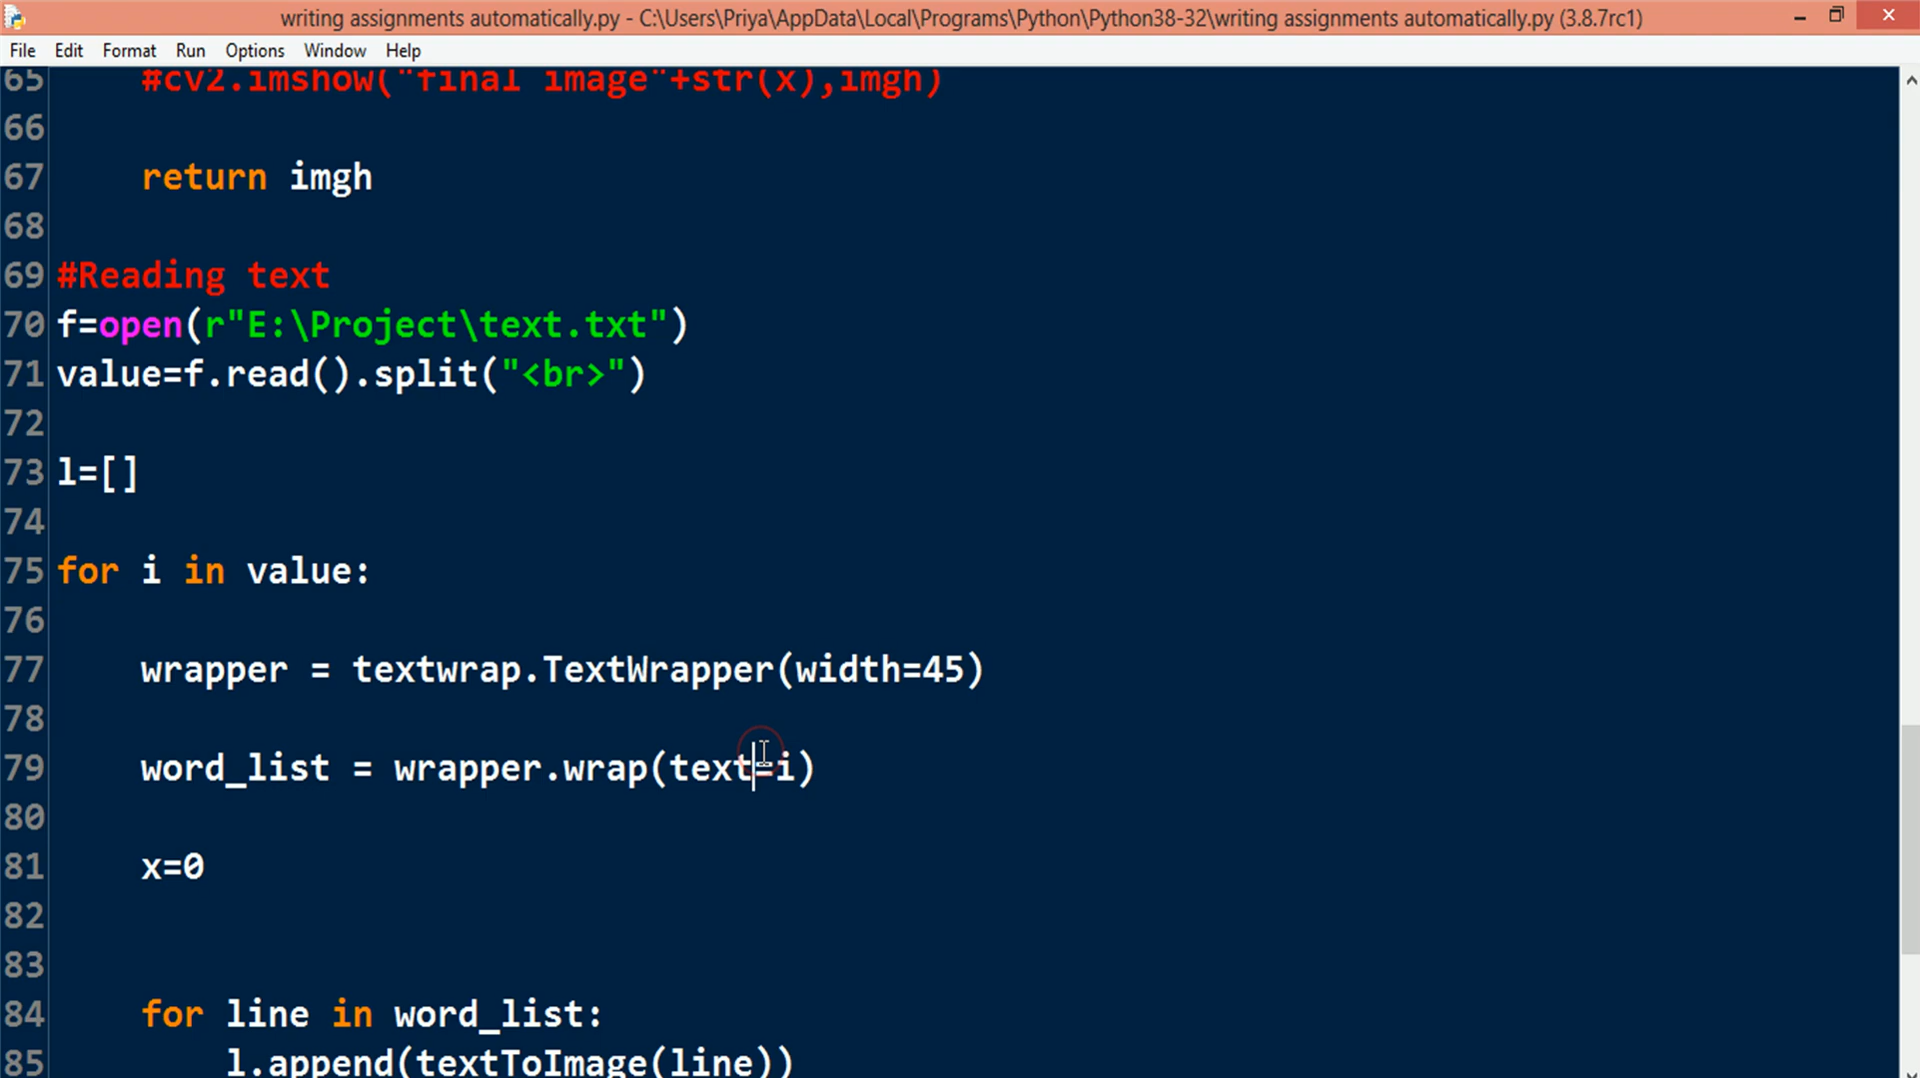 writing assignments automatically.py - C:\Users\Priya\AppData\Local\Programs\Python\Python38-32\writing assignments automatically.py (3.8.7rc1)
File Edit Format Run Options Window Help
65 #cv2.imshow("final image"+str(x),imgh)
66
67 return imgh
68
69 #Reading text
70 f=open(r"E:\Project\text.txt")
71 value=f.read().split("<br>")
72
73 l=[]
74
75 for i in value:
76
77 wrapper = textwrap.TextWrapper(width=45)
78
79 word_list = wrapper.wrap(text=i)
80
81 x=0
82
83
84 for line in word_list:
85 l.append(textToImage(line))